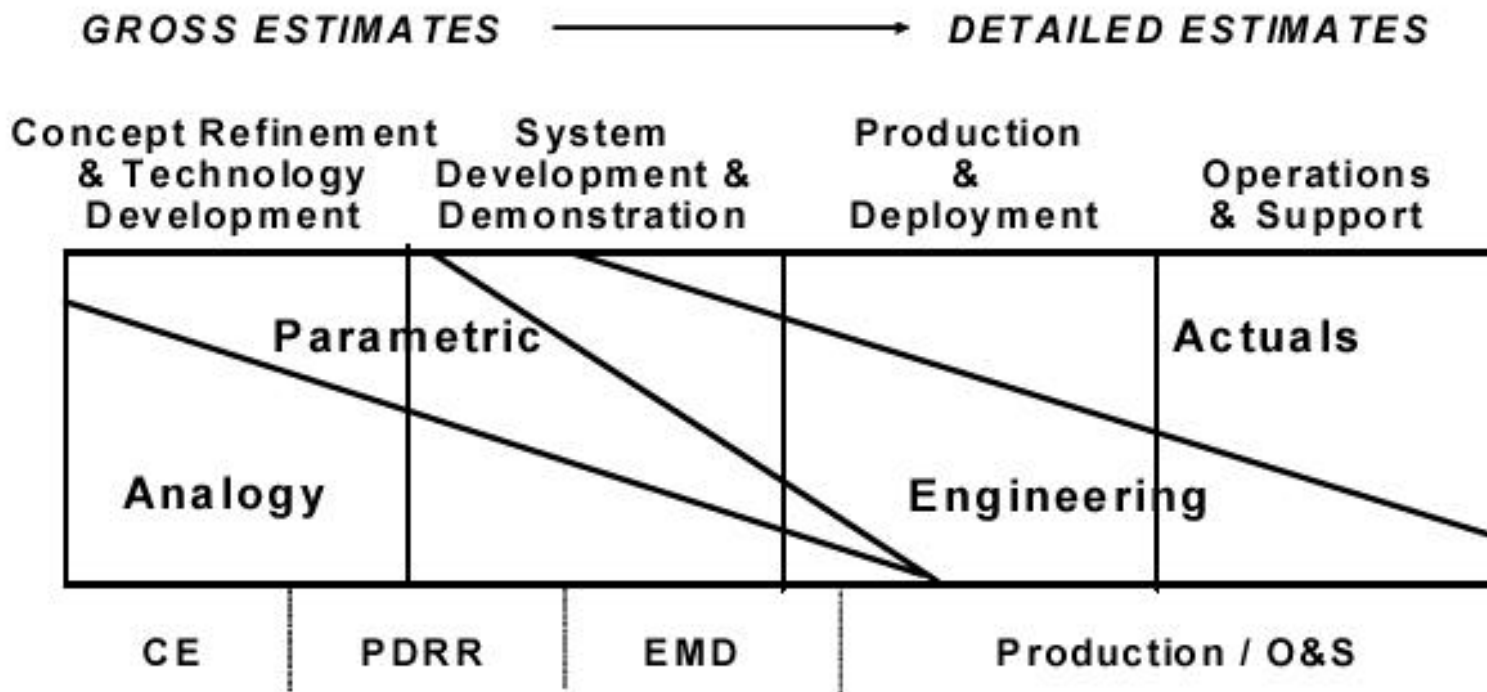 GROSS ESTIMATES DETAILED ESTIMATES
Concept Refinement
& Technology
Development
System
Development &
Demonstration
Production
&
Deployment
Operations
& Support
Parametric
Actuals
Analogy
Engineering
CE
PDRR
EMD
Production / O&S